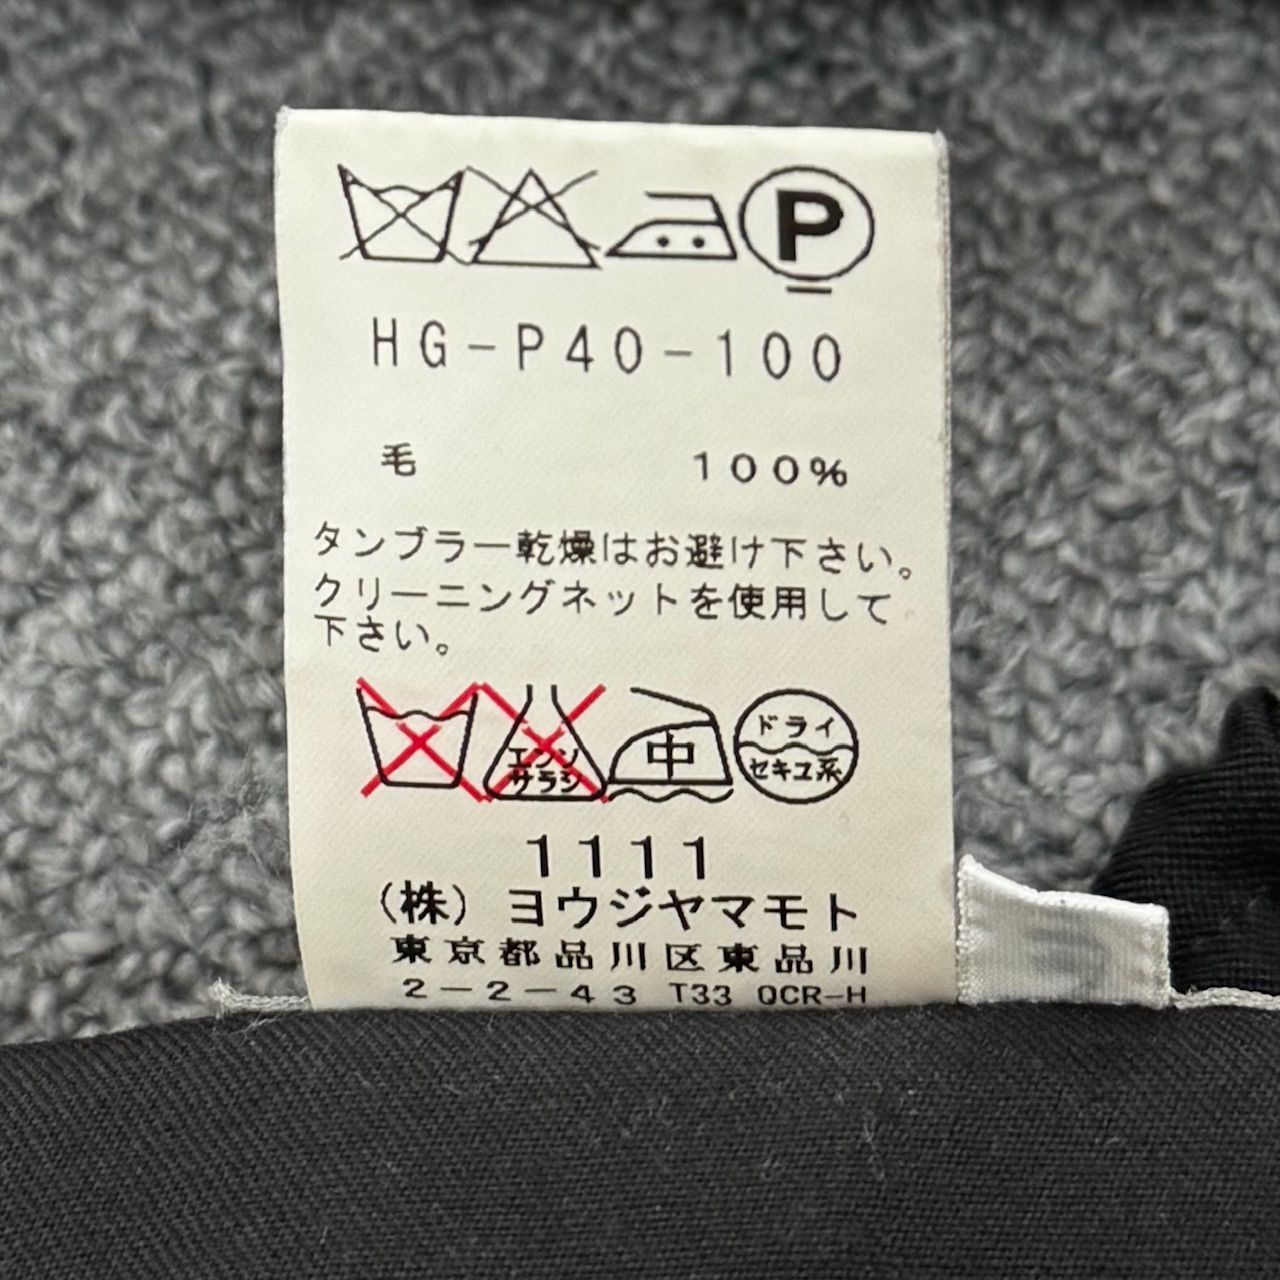 P
HG-P40-100
毛 100%
タンブラー乾燥はお避け下さい。
クリーニングネットを使用して
下さい。
エンソ
サラシ
中
ドライ
セキユ系
1111
(株)ヨウジヤマモト
東京都品川区東品川
2-2-43 T33 QCR-H